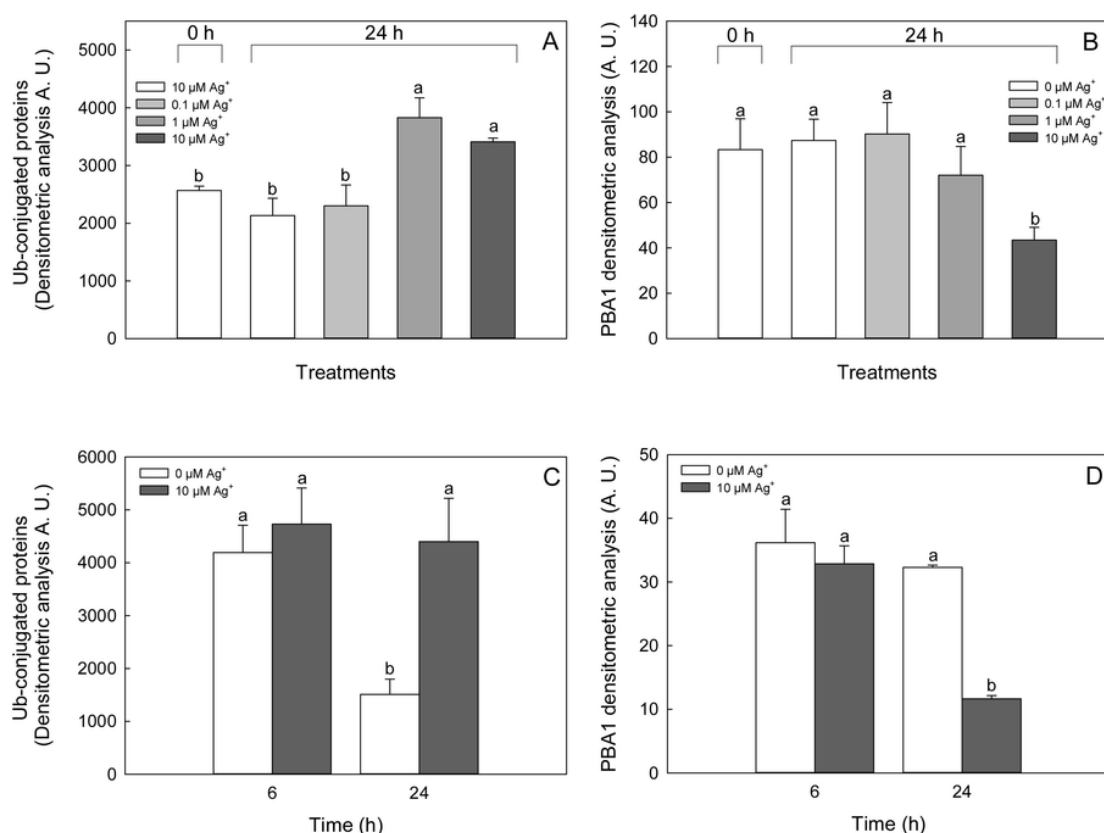 0 h
24 h
A
10 µM Ag⁺
0.1 µM Ag⁺
1 µM Ag⁺
10 µM Ag⁺
b
b
b
a
a
5000
4000
3000
2000
1000
0
Ub-conjugated proteins
(Densitometric analysis A. U.)
Treatments
0 h
24 h
B
0 µM Ag⁺
0.1 µM Ag⁺
1 µM Ag⁺
10 µM Ag⁺
a
a
a
a
b
140
120
100
80
60
40
20
0
PBA1 densitometric analysis (A. U.)
Treatments
C
0 µM Ag⁺
10 µM Ag⁺
a
a
b
a
6000
5000
4000
3000
2000
1000
0
Ub-conjugated proteins
(Densitometric analysis A. U.)
6
24
Time (h)
D
0 µM Ag⁺
10 µM Ag⁺
a
a
a
b
50
40
30
20
10
0
PBA1 densitometric analysis (A. U.)
6
24
Time (h)